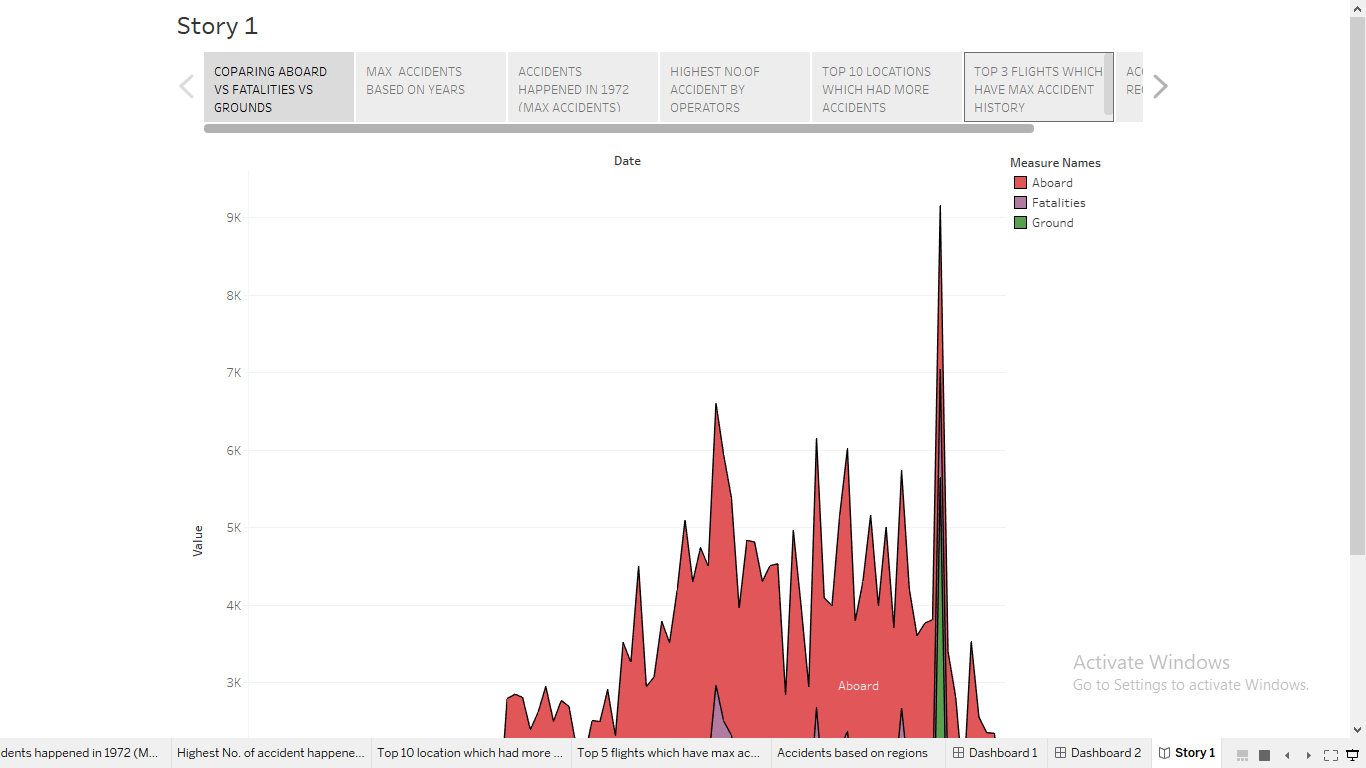 Story 1
COPARING ABOARD
VS FATALITIES VS
GROUNDS
MAX  ACCIDENTS
BASED ON YEARS
ACCIDENTS
HAPPENED IN 1972
(MAX ACCIDENTS)
HIGHEST NO.OF
ACCIDENT BY
OPERATORS
TOP 10 LOCATIONS
WHICH HAD MORE
ACCIDENTS
TOP 3 FLIGHTS WHICH
HAVE MAX ACCIDENT
HISTORY
Date
Measure Names
Aboard
Fatalities
Ground
9K
8K
7K
6K
5K
4K
3K
Value
Aboard
Activate Windows
Go to Settings to activate Windows.
dents happened in 1972 (M...
Highest No. of accident happene...
Top 10 location which had more ...
Top 5 flights which have max ac...
Accidents based on regions
Dashboard 1
Dashboard 2
Story 1